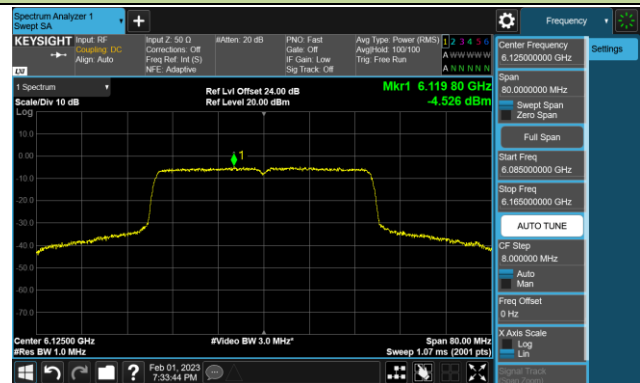 Spectrum Analyzer 1
Swept SA
Frequency
KEYSIGHT
Input: RF
Coupling: DC
Align: Auto
Input Z: 50 Ω
Corrections: Off
Freq Ref: Int (S)
NFE: Adaptive
#Atten: 20 dB
PNO: Fast
Gate: Off
IF Gain: Low
Sig Track: Off
Avg Type: Power (RMS)
Avg|Hold: 100/100
Trig: Free Run
1 2 3 4 5 6
A W W W W W
A N N N N N
LXI
1 Spectrum
Scale/Div 10 dB
Log
Ref Lvl Offset 24.00 dB
Ref Level 20.00 dBm
Mkr1 6.119 80 GHz
-4.526 dBm
10.0
0.00
-10.0
-20.0
-30.0
-40.0
-50.0
-60.0
-70.0
1
Center 6.12500 GHz
#Res BW 1.0 MHz
#Video BW 3.0 MHz*
Span 80.00 MHz
Sweep 1.07 ms (2001 pts)
Feb 01, 2023
7:33:44 PM
Center Frequency
6.125000000 GHz
Span
80.0000000 MHz
Swept Span
Zero Span
Full Span
Start Freq
6.085000000 GHz
Stop Freq
6.165000000 GHz
AUTO TUNE
CF Step
8.000000 MHz
Auto
Man
Freq Offset
0 Hz
X Axis Scale
Log
Lin
Signal Track
(Span Zoom)
Settings